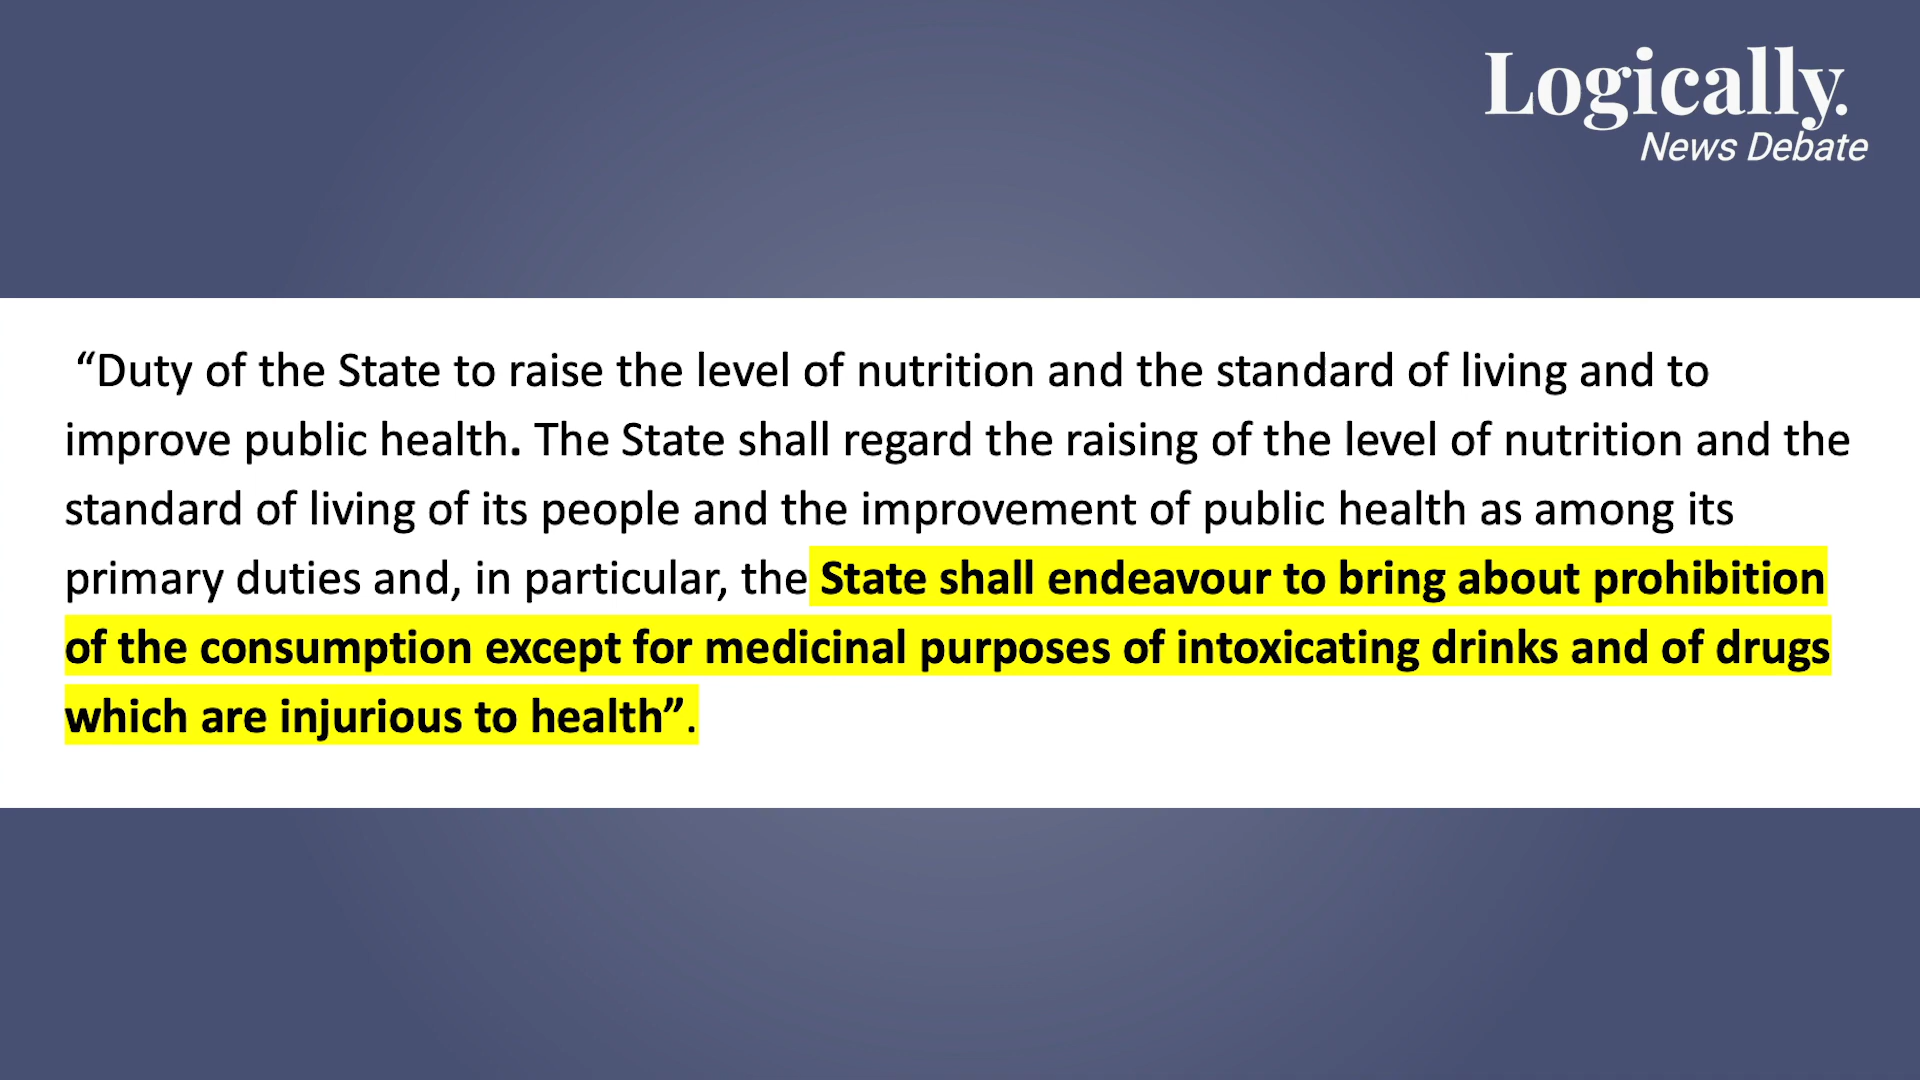 Logically.
News Debate
“Duty of the State to raise the level of nutrition and the standard of living and to
improve public health. The State shall regard the raising of the level of nutrition and the
standard of living of its people and the improvement of public health as among its
primary duties and, in particular, the State shall endeavour to bring about prohibition
of the consumption except for medicinal purposes of intoxicating drinks and of drugs
which are injurious to health”.